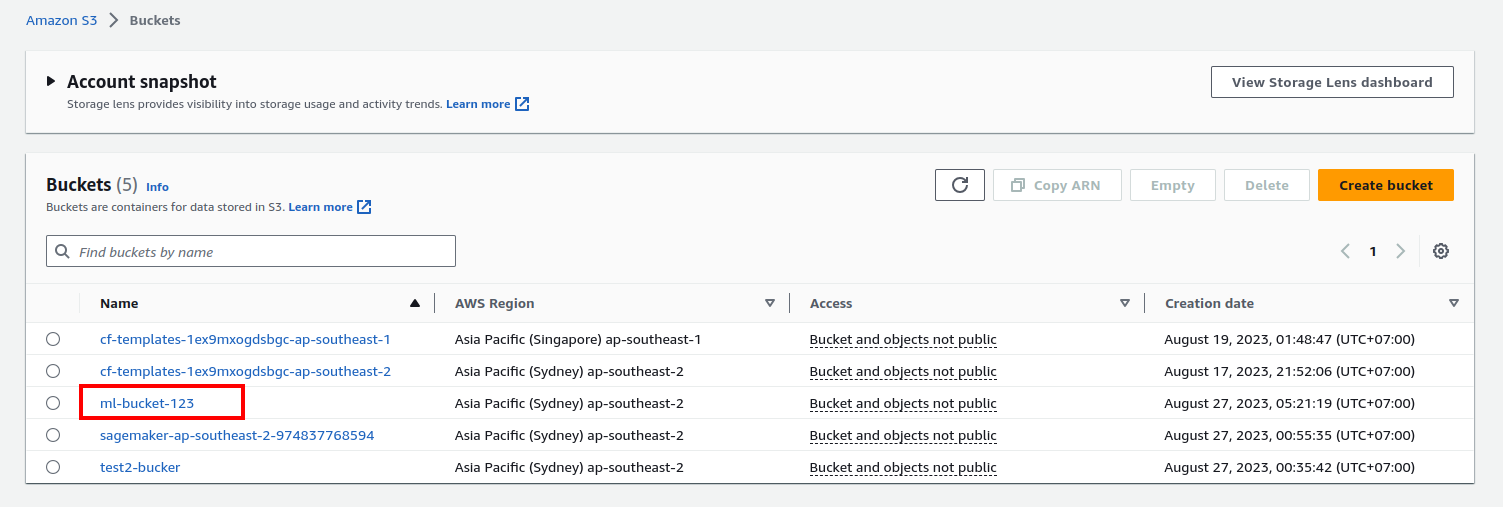 Amazon S3 > Buckets
Account snapshot
View Storage Lens dashboard
Storage lens provides visibility into storage usage and activity trends. Learn more
Buckets (5) Info
Copy ARN Empty Delete Create bucket
Buckets are containers for data stored in S3. Learn more
Find buckets by name
1
Name AWS Region Access Creation date
cf-templates-1ex9mxogdsbgc-ap-southeast-1 Asia Pacific (Singapore) ap-southeast-1 Bucket and objects not public August 19, 2023, 01:48:47 (UTC+07:00)
cf-templates-1ex9mxogdsbgc-ap-southeast-2 Asia Pacific (Sydney) ap-southeast-2 Bucket and objects not public August 17, 2023, 21:52:06 (UTC+07:00)
ml-bucket-123 Asia Pacific (Sydney) ap-southeast-2 Bucket and objects not public August 27, 2023, 05:21:19 (UTC+07:00)
sagemaker-ap-southeast-2-974837768594 Asia Pacific (Sydney) ap-southeast-2 Bucket and objects not public August 27, 2023, 00:55:35 (UTC+07:00)
test2-bucker Asia Pacific (Sydney) ap-southeast-2 Bucket and objects not public August 27, 2023, 00:35:42 (UTC+07:00)